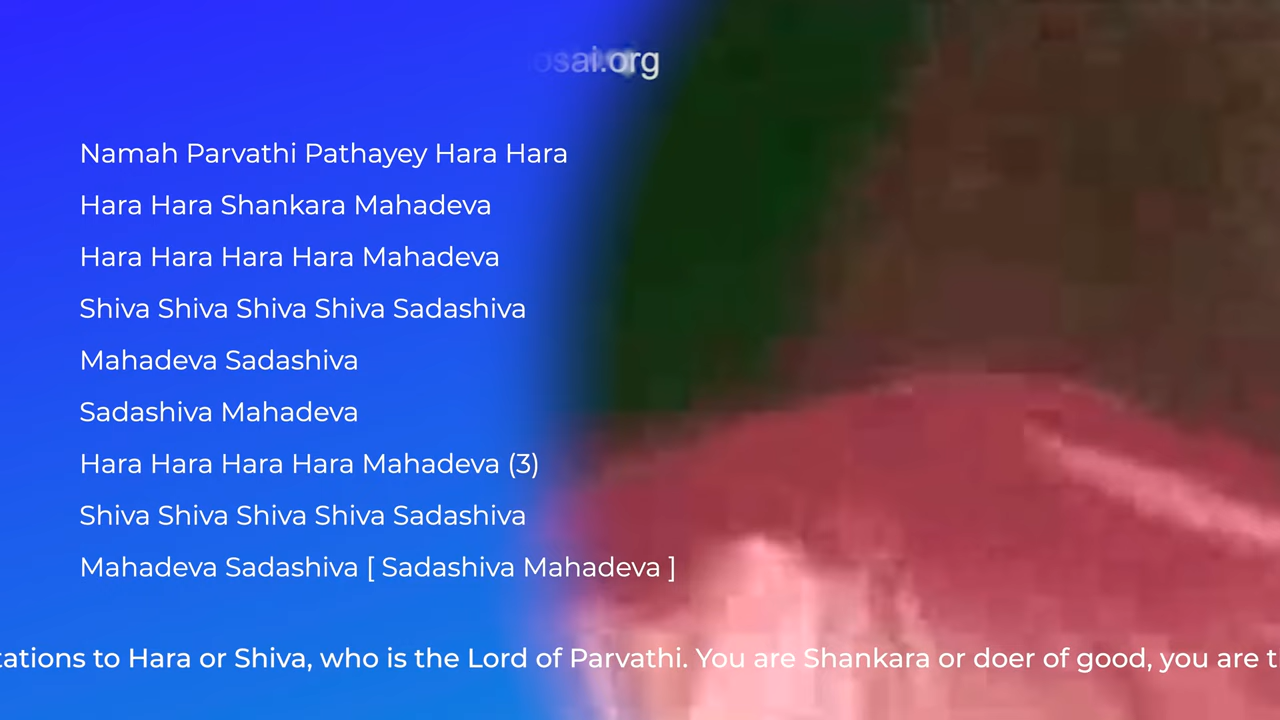 Namah Parvathi Pathayey Hara Hara
Hara Hara Shankara Mahadeva
Hara Hara Hara Hara Mahadeva
Shiva Shiva Shiva Shiva Sadashiva
Mahadeva Sadashiva
Sadashiva Mahadeva
Hara Hara Hara Hara Mahadeva (3)
Shiva Shiva Shiva Shiva Sadashiva
Mahadeva Sadashiva [ Sadashiva Mahadeva ]
to Hara or Shiva, who is the Lord of Parvathi. You are Shankara or doer of good, you are